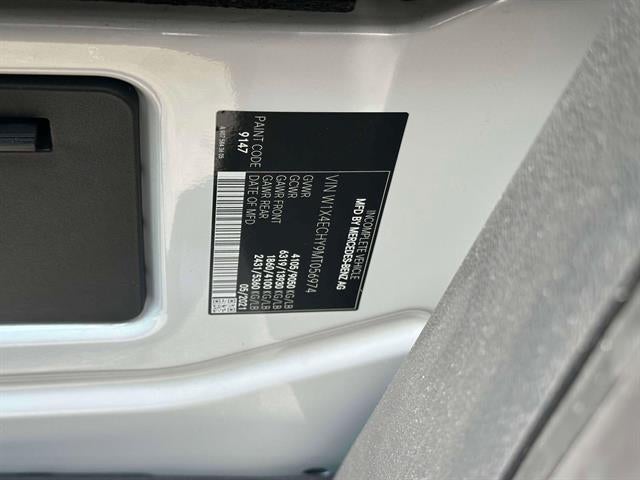 INCOMPLETE VEHICLE
MFD BY MERCEDES-BENZ AG
VIN W1X4ECHY9MT056974
GVWR 4105/9050 KG/LB
GCWR 6319/13930 KG/LB
GAWR FRONT 1860/4100 KG/LB
GAWR REAR 2431/5360 KG/LB
DATE OF MFD 05/2021
PAINT CODE
9147